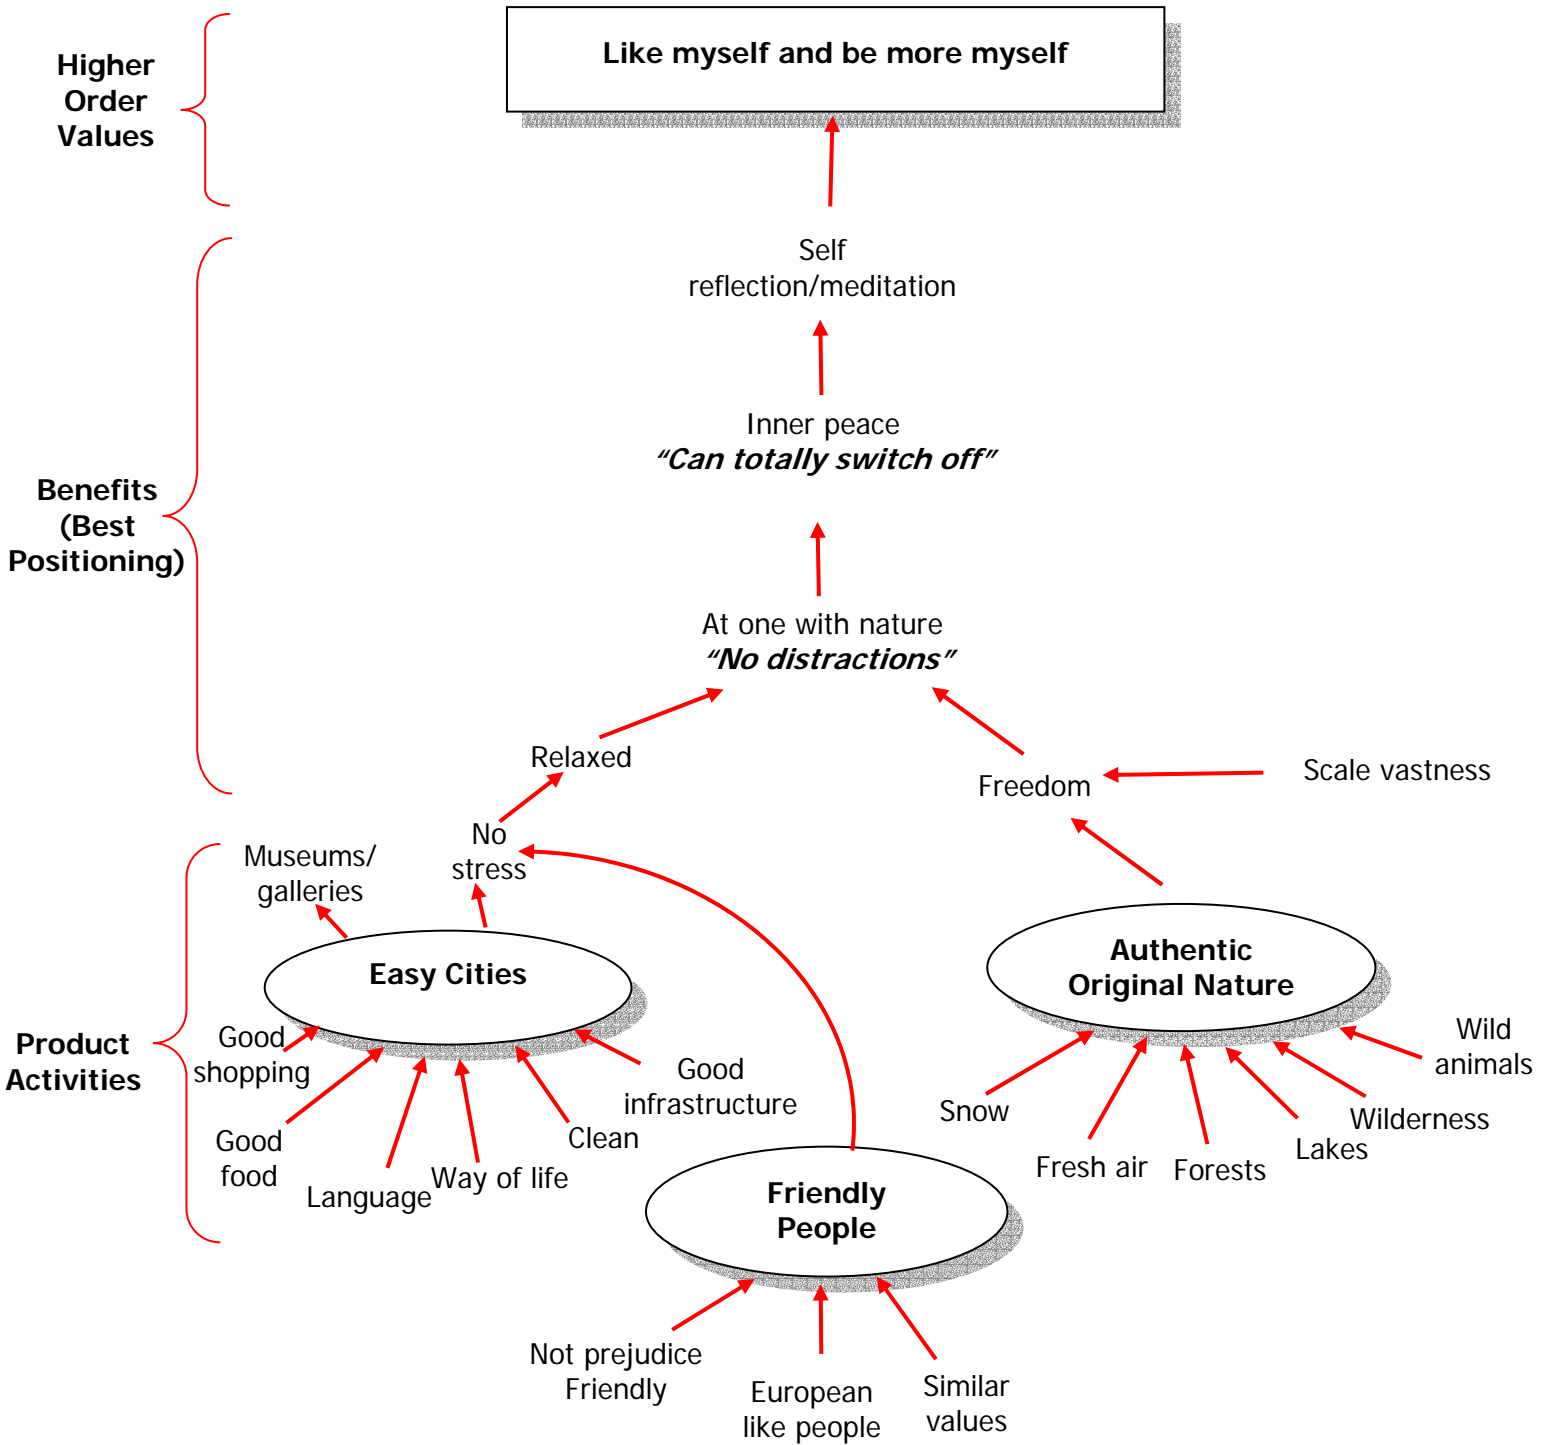 Like myself and be more myself
Higher
Order
Values
Self
reflection/meditation
Inner peace
“Can totally switch off”
Benefits
(Best
Positioning)
At one with nature
“No distractions”
Relaxed
Freedom
Scale vastness
No
stress
Museums/
galleries
Easy Cities
Authentic
Original Nature
Product
Activities
Good
shopping
Good
food
Language
Way of life
Clean
Good
infrastructure
Snow
Fresh air
Forests
Lakes
Wilderness
Wild
animals
Friendly
People
Not prejudice
Friendly
European
like people
Similar
values